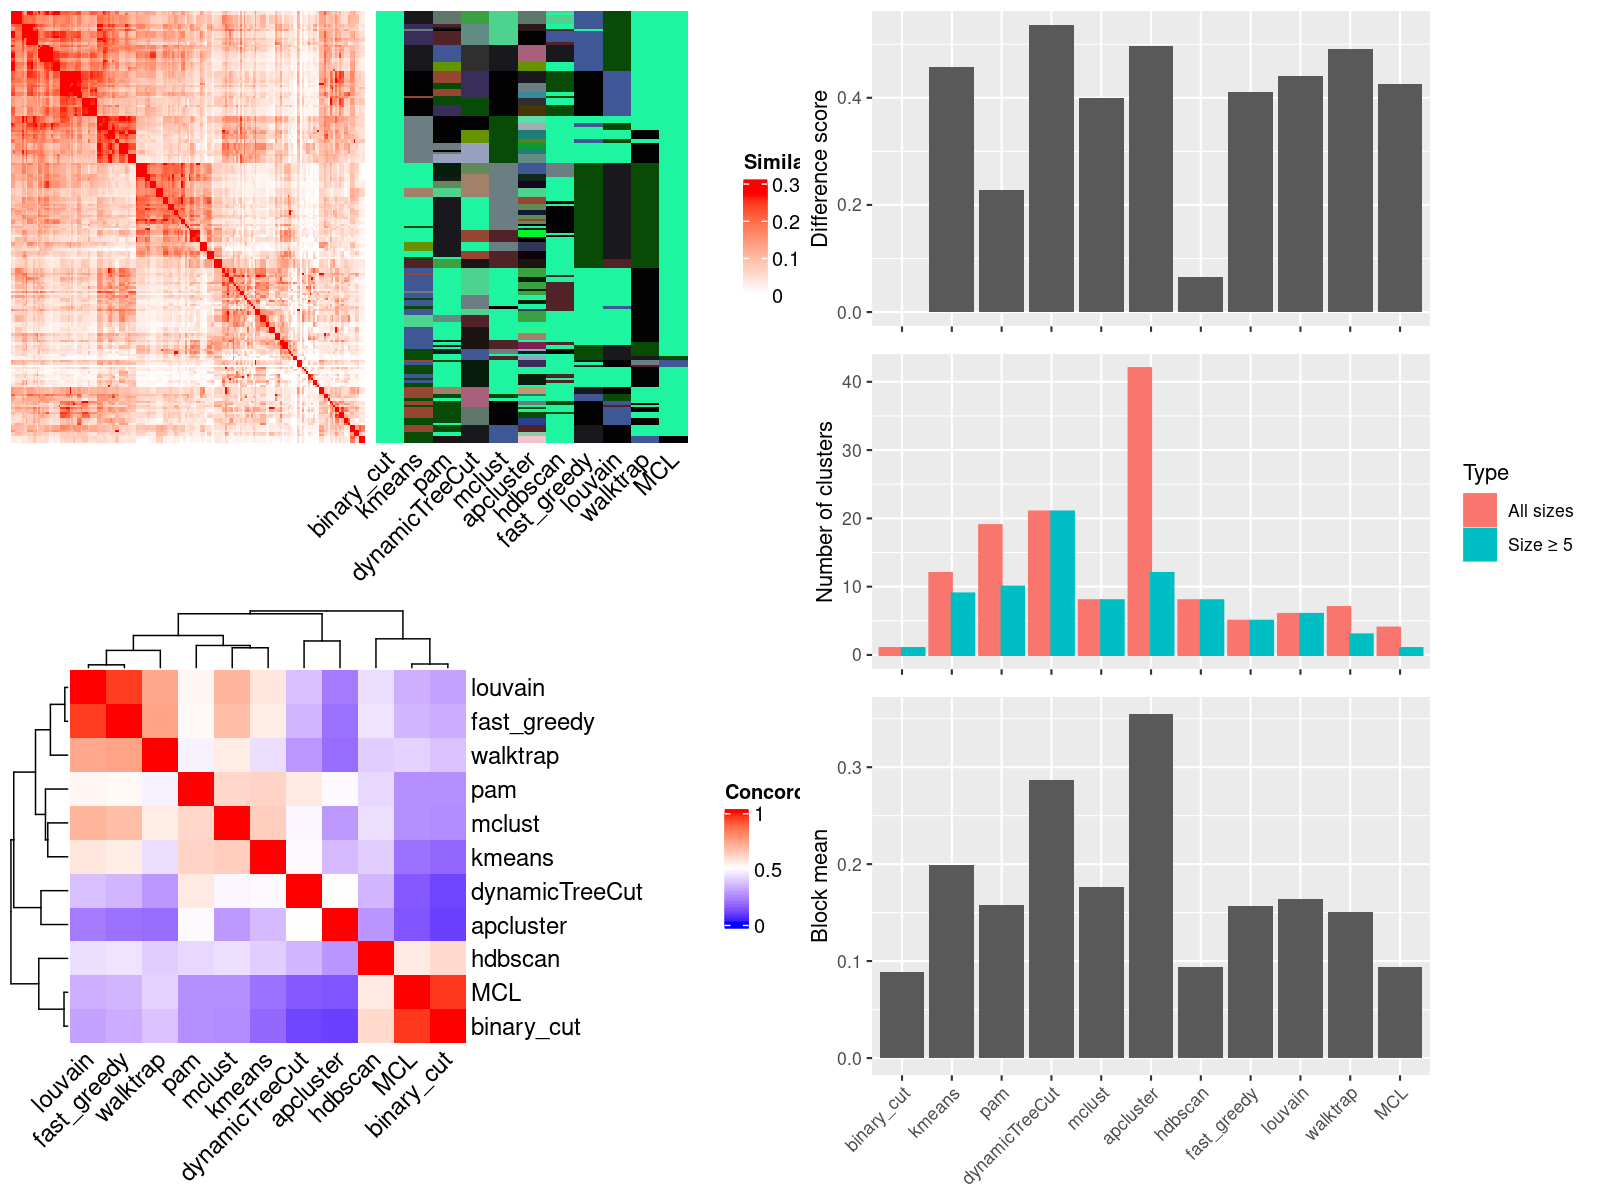 Simila
0.3
0.2
0.1
0
binary_cut
kmeans
pam
dynamicTreeCut
mclust
apcluster
hdbscan
fast_greedy
louvain
walktrap
MCL
louvain
fast_greedy
walktrap
pam
mclust
kmeans
dynamicTreeCut
apcluster
hdbscan
MCL
binary_cut
louvain
fast_greedy
walktrap
pam
mclust
kmeans
dynamicTreeCut
apcluster
hdbscan
MCL
binary_cut
Concord
1
0.5
0
Difference score
0.4
0.2
0.0
Number of clusters
40
30
20
10
0
Type
All sizes
Size ≥ 5
Block mean
0.3
0.2
0.1
0.0
binary_cut
kmeans
pam
dynamicTreeCut
mclust
apcluster
hdbscan
fast_greedy
louvain
walktrap
MCL